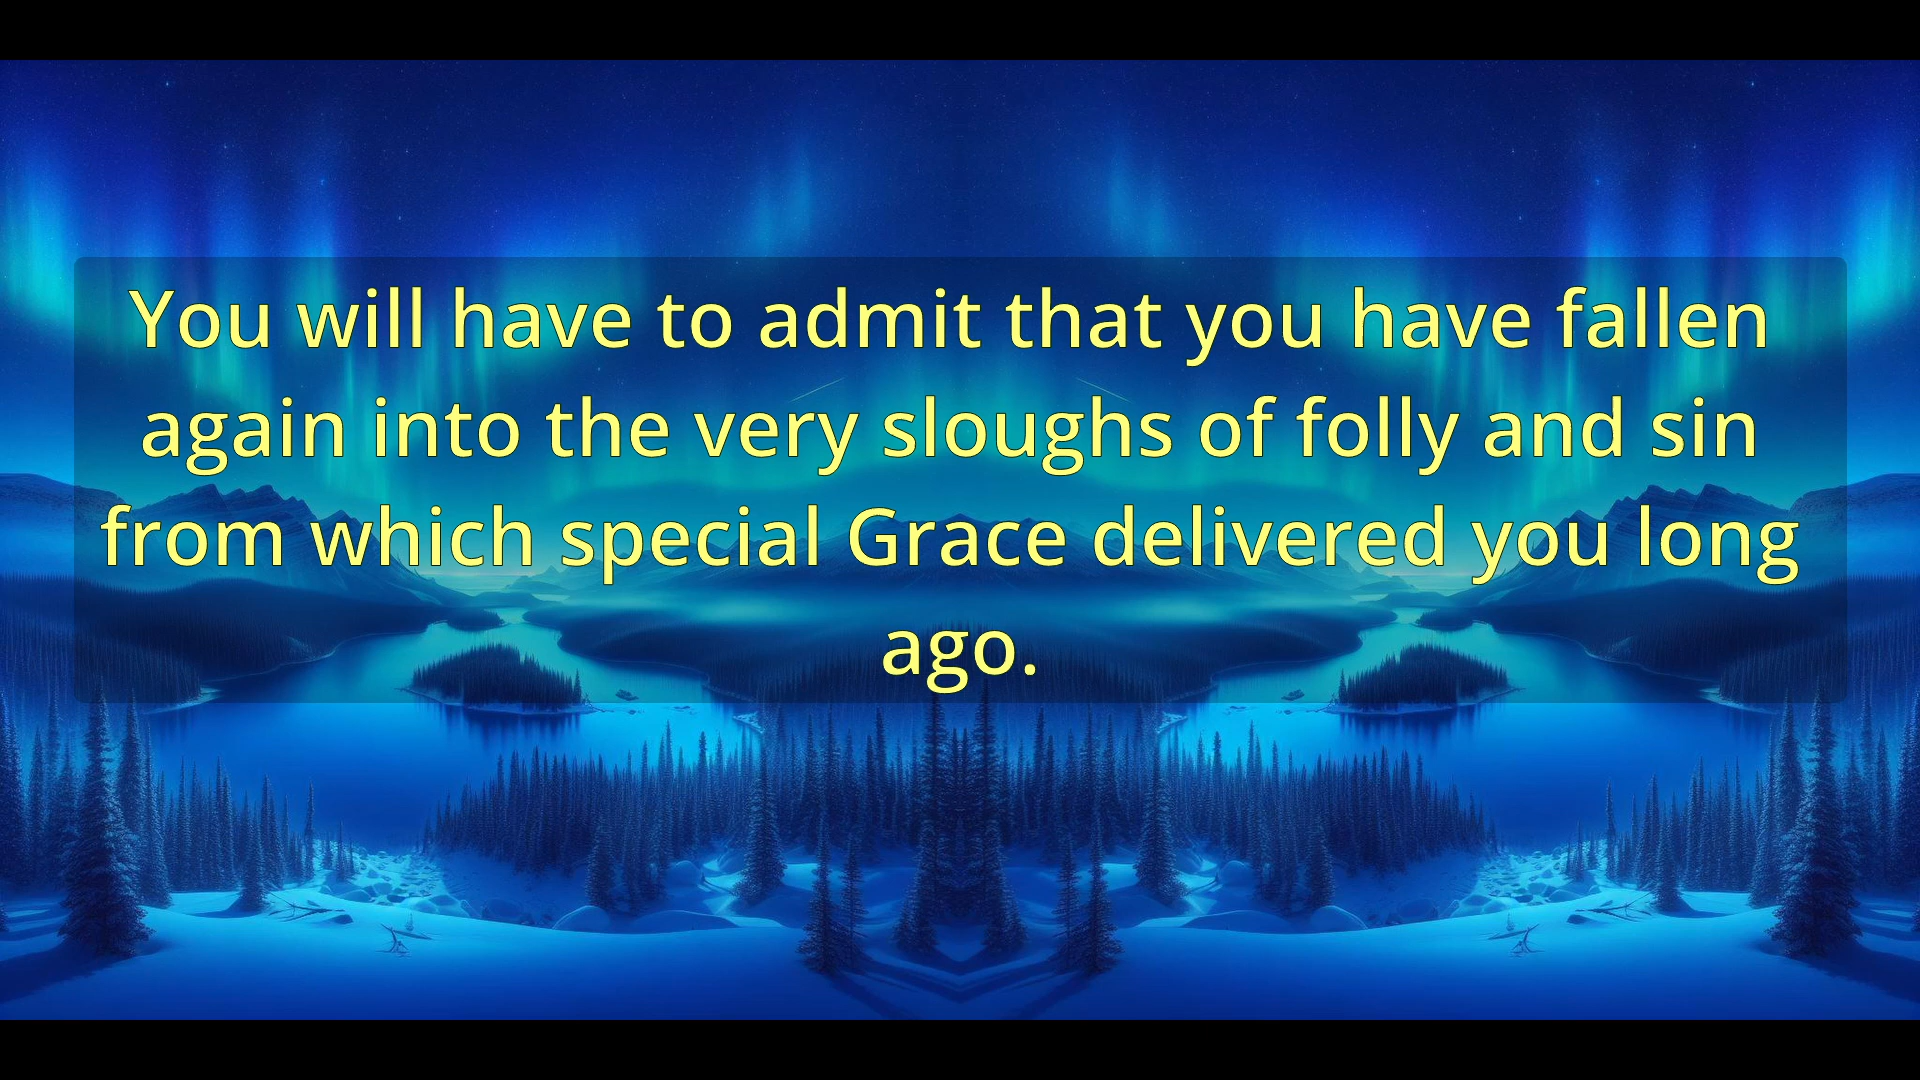 You will have to admit that you have fallen
again into the very sloughs of folly and sin
from which special Grace delivered you long
ago.